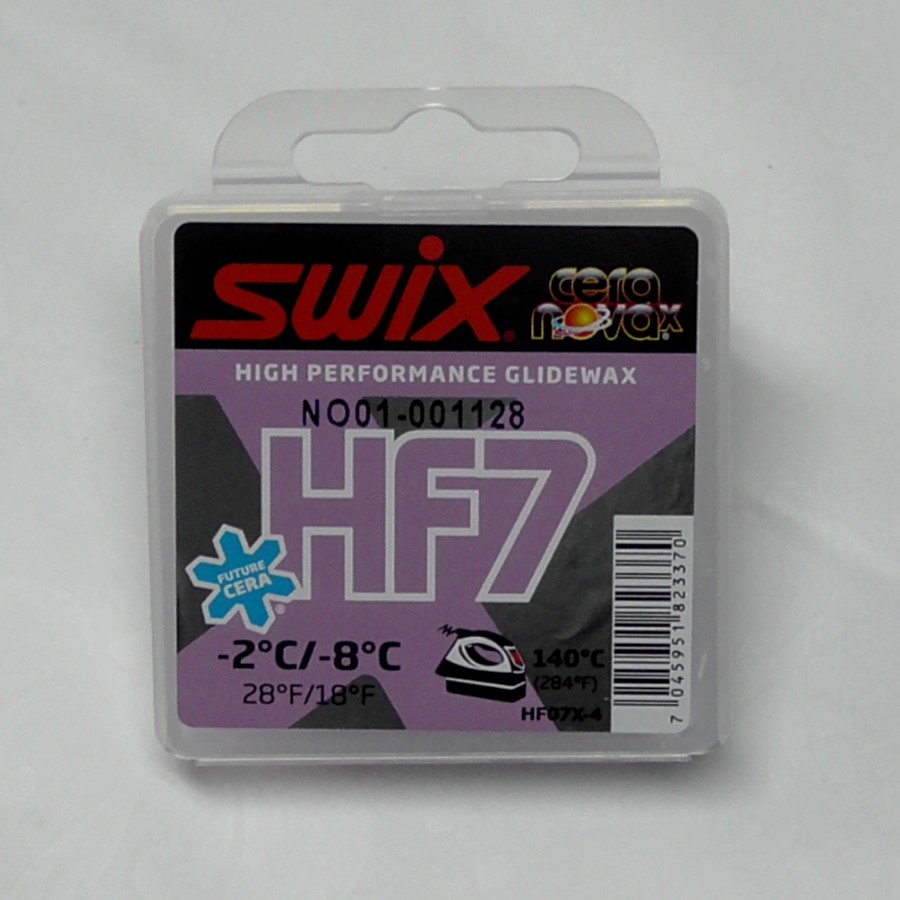 swix®
cera
novax®
HIGH PERFORMANCE GLIDEWAX
NO01-001128
HF7
FUTURE
CERA®
-2°C/-8°C
28°F/18°F
140°C
(284°F)
HF07X-4
7 045951 823370